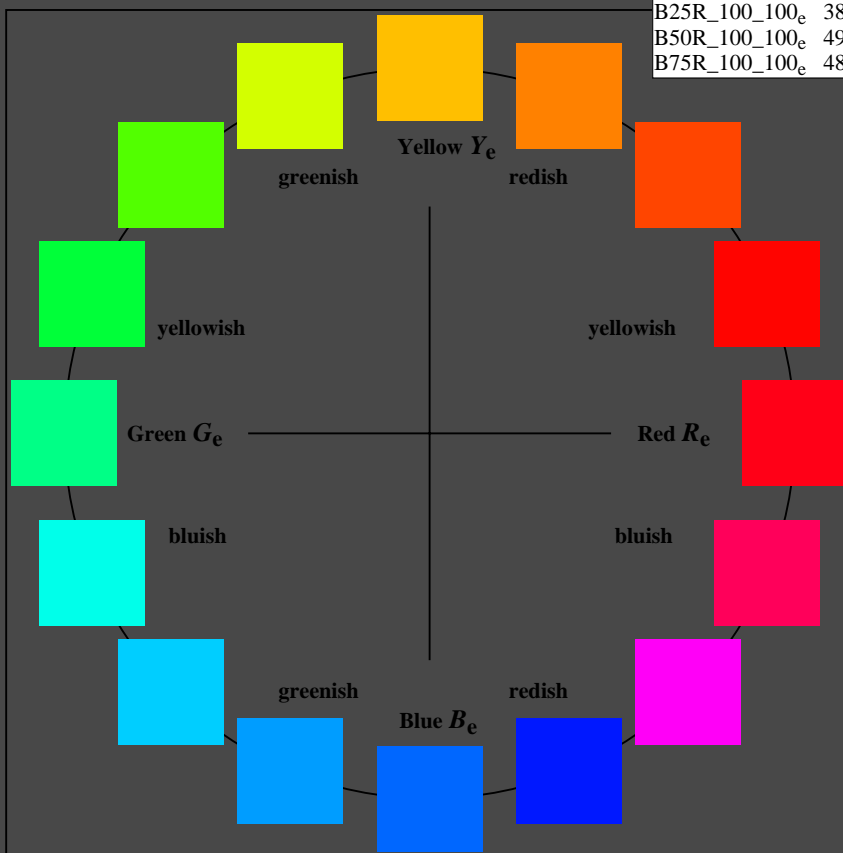 B25R_100_100e 38
B50R_100_100e 49
B75R_100_100e 48
Yellow Ye
greenish redish
yellowish yellowish
Green Ge Red Re
bluish bluish
greenish redish
Blue Be